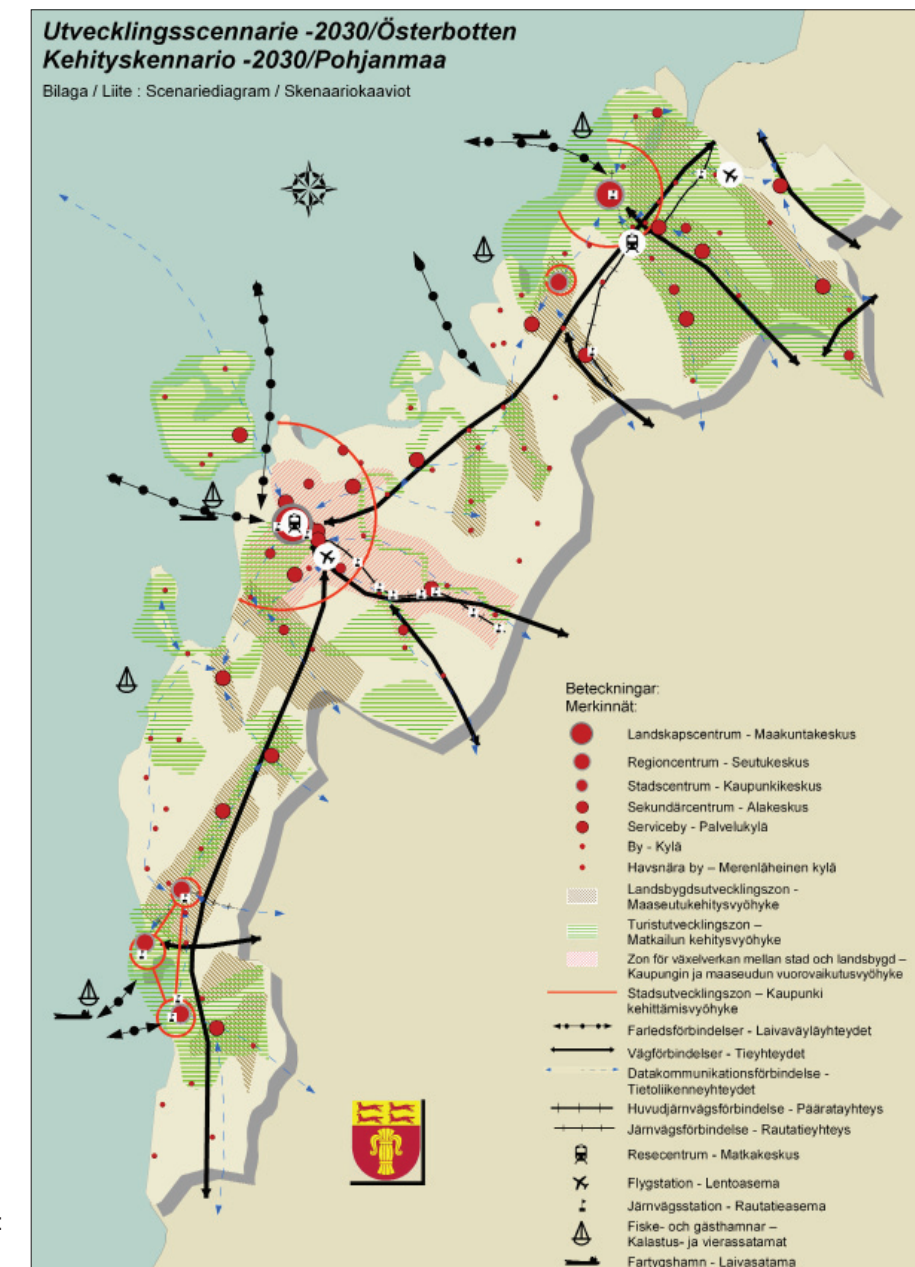 Utvecklingsscennarie -2030/Österbotten
Kehityskennario -2030/Pohjanmaa
Bilaga / Liite : Scenariediagram / Skenaariokaaviot
Beteckningar:
Merkinnät:
Landskapscentrum - Maakuntakeskus
Regioncentrum - Seutukeskus
Stadscentrum - Kaupunkikeskus
Sekundärcentrum - Alakeskus
Serviceby - Palvelukylä
By - Kylä
Havsnära by – Merenläheinen kylä
Landsbygdsutvecklingszon -
Maaseutukehitysvyöhyke
Turistutvecklingszon –
Matkailun kehitysvyöhyke
Zon för växelverkan mellan stad och landsbygd –
Kaupungin ja maaseudun vuorovaikutusvyöhyke
Stadsutvecklingszon – Kaupunki
kehittämisvyöhyke
Farledsförbindelser - Laivaväyläyhteydet
Vägförbindelser - Tieyhteydet
Datakommunikationsförbindelse -
Tietoliikenneyhteydet
Huvudjärnvägsförbindelse - Pääratayhteys
Järnvägsförbindelse - Rautatieyhteys
Resecentrum - Matkakeskus
Flygstation - Lentoasema
Järnvägsstation - Rautatieasema
Fiske- och gästhamnar –
Kalastus- ja vierassatamat
Fartygshamn - Laivasatama